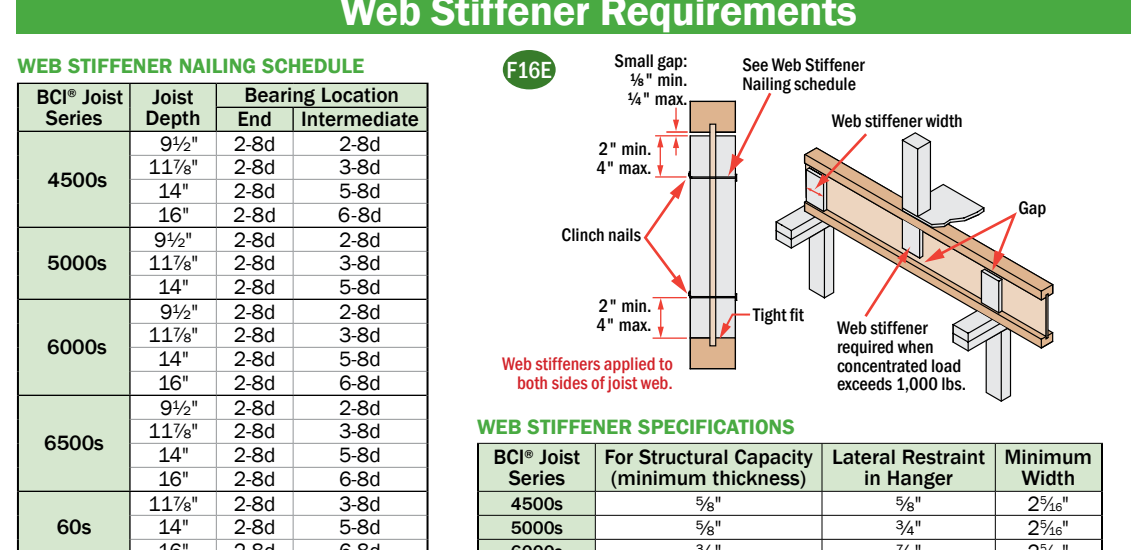 Web Stiffener Requirements
WEB STIFFENER NAILING SCHEDULE
BCI® Joist Series Joist Depth Bearing Location
End Intermediate
4500s
9½" 2-8d 2-8d
11⅞" 2-8d 3-8d
14" 2-8d 5-8d
16" 2-8d 6-8d
5000s
9½" 2-8d 2-8d
11⅞" 2-8d 3-8d
14" 2-8d 5-8d
6000s
9½" 2-8d 2-8d
11⅞" 2-8d 3-8d
14" 2-8d 5-8d
16" 2-8d 6-8d
6500s
9½" 2-8d 2-8d
11⅞" 2-8d 3-8d
14" 2-8d 5-8d
16" 2-8d 6-8d
60s
11⅞" 2-8d 3-8d
14" 2-8d 5-8d
16" 2-8d 6-8d
F16E
Small gap:
⅛" min.
¼" max.
See Web Stiffener
Nailing schedule
2" min.
4" max.
Clinch nails
2" min.
4" max.
Tight fit
Web stiffeners applied to
both sides of joist web.
Web stiffener width
Gap
Web stiffener
required when
concentrated load
exceeds 1,000 lbs.
WEB STIFFENER SPECIFICATIONS
BCI® Joist Series For Structural Capacity (minimum thickness) Lateral Restraint in Hanger Minimum Width
4500s ⅝" ⅝" 2 5⁄16"
5000s ⅝" ¾" 2 5⁄16"
6000s